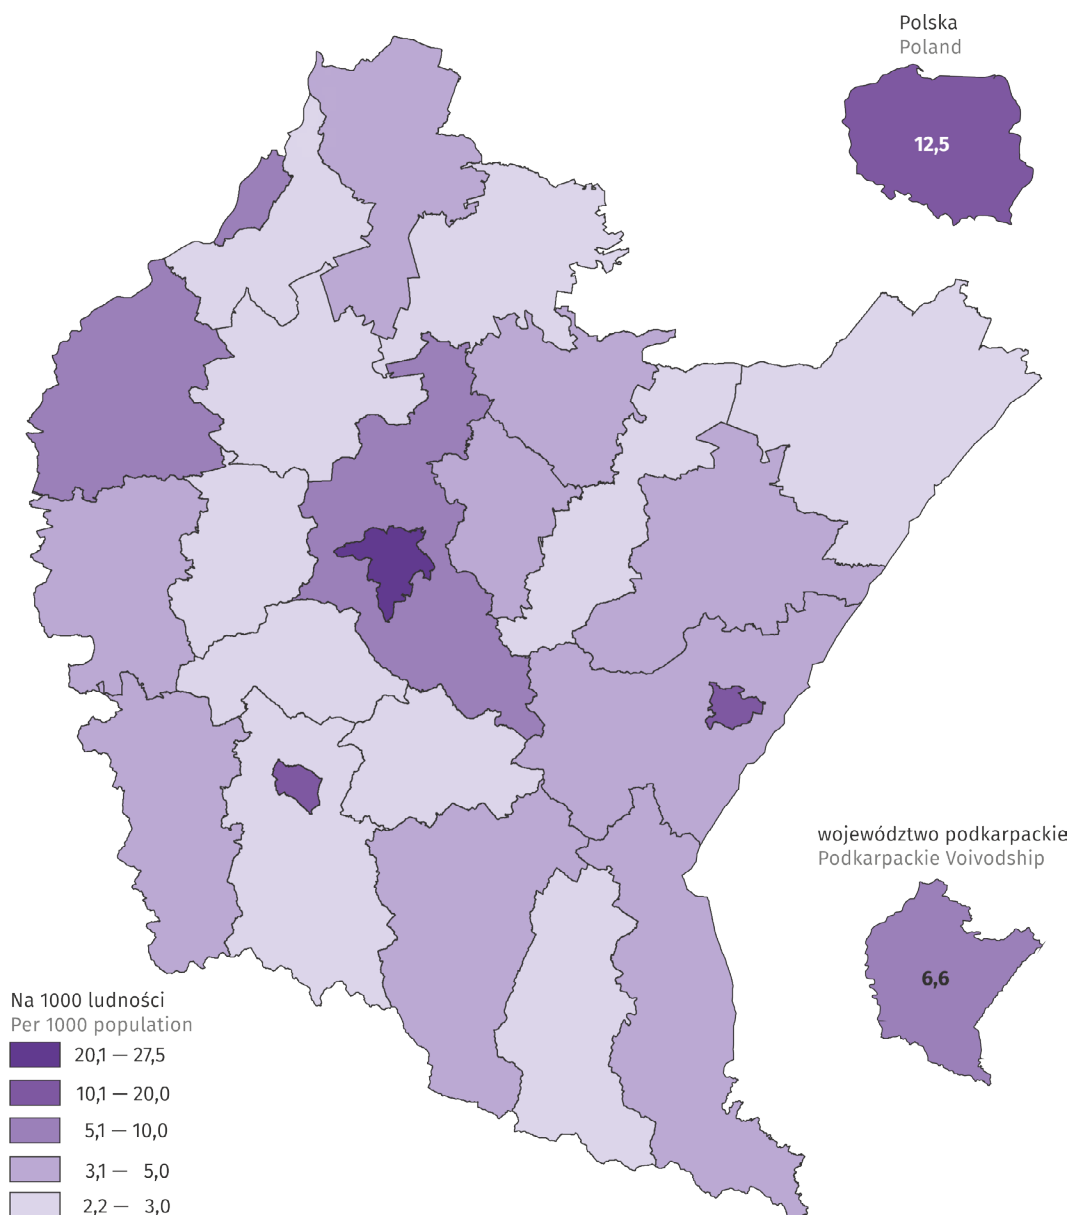 Polska
Poland
12,5
województwo podkarpackie
Podkarpackie Voivodship
6,6
Na 1000 ludności
Per 1000 population
20,1 — 27,5
10,1 — 20,0
5,1 — 10,0
3,1 — 5,0
2,2 — 3,0